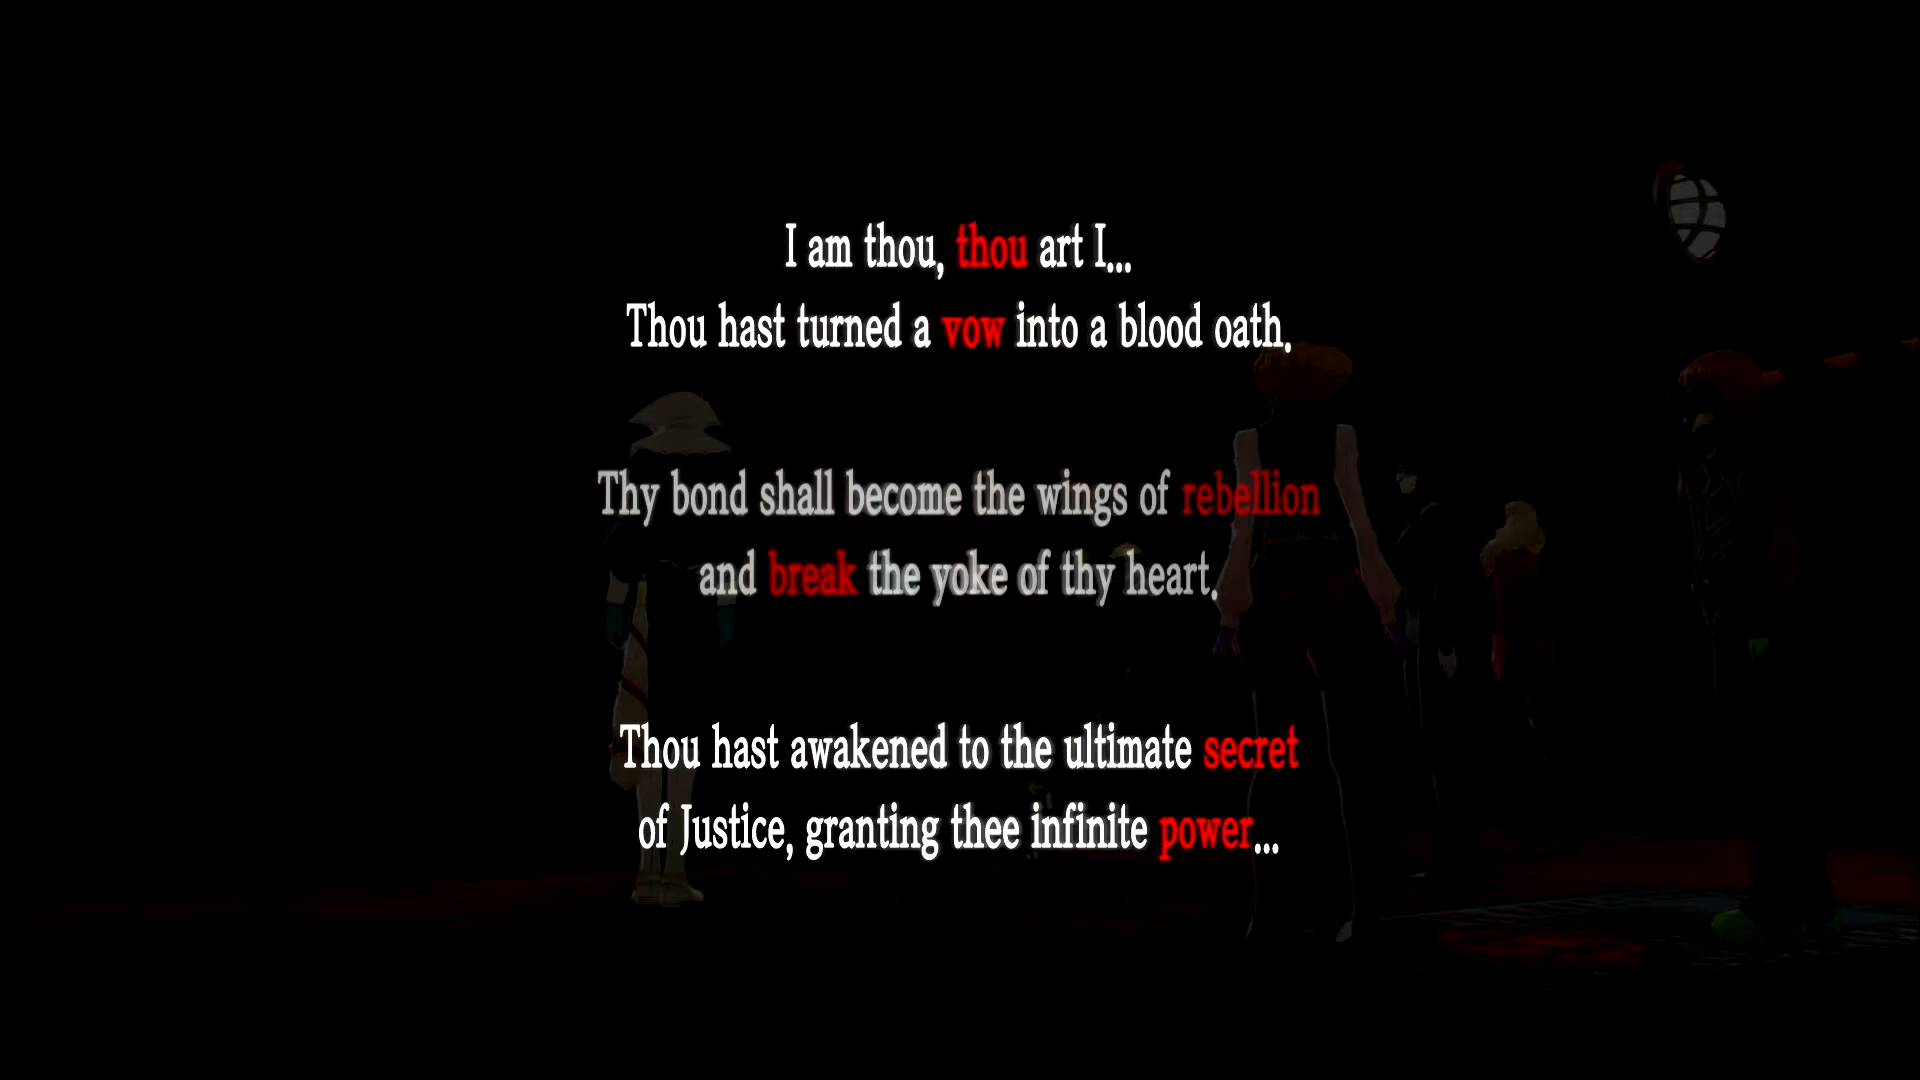 I am thou, thou art I...
Thou hast turned a vow into a blood oath.
Thy bond shall become the wings of rebellion
and break the yoke of thy heart.
Thou hast awakened to the ultimate secret
of Justice, granting thee infinite power...